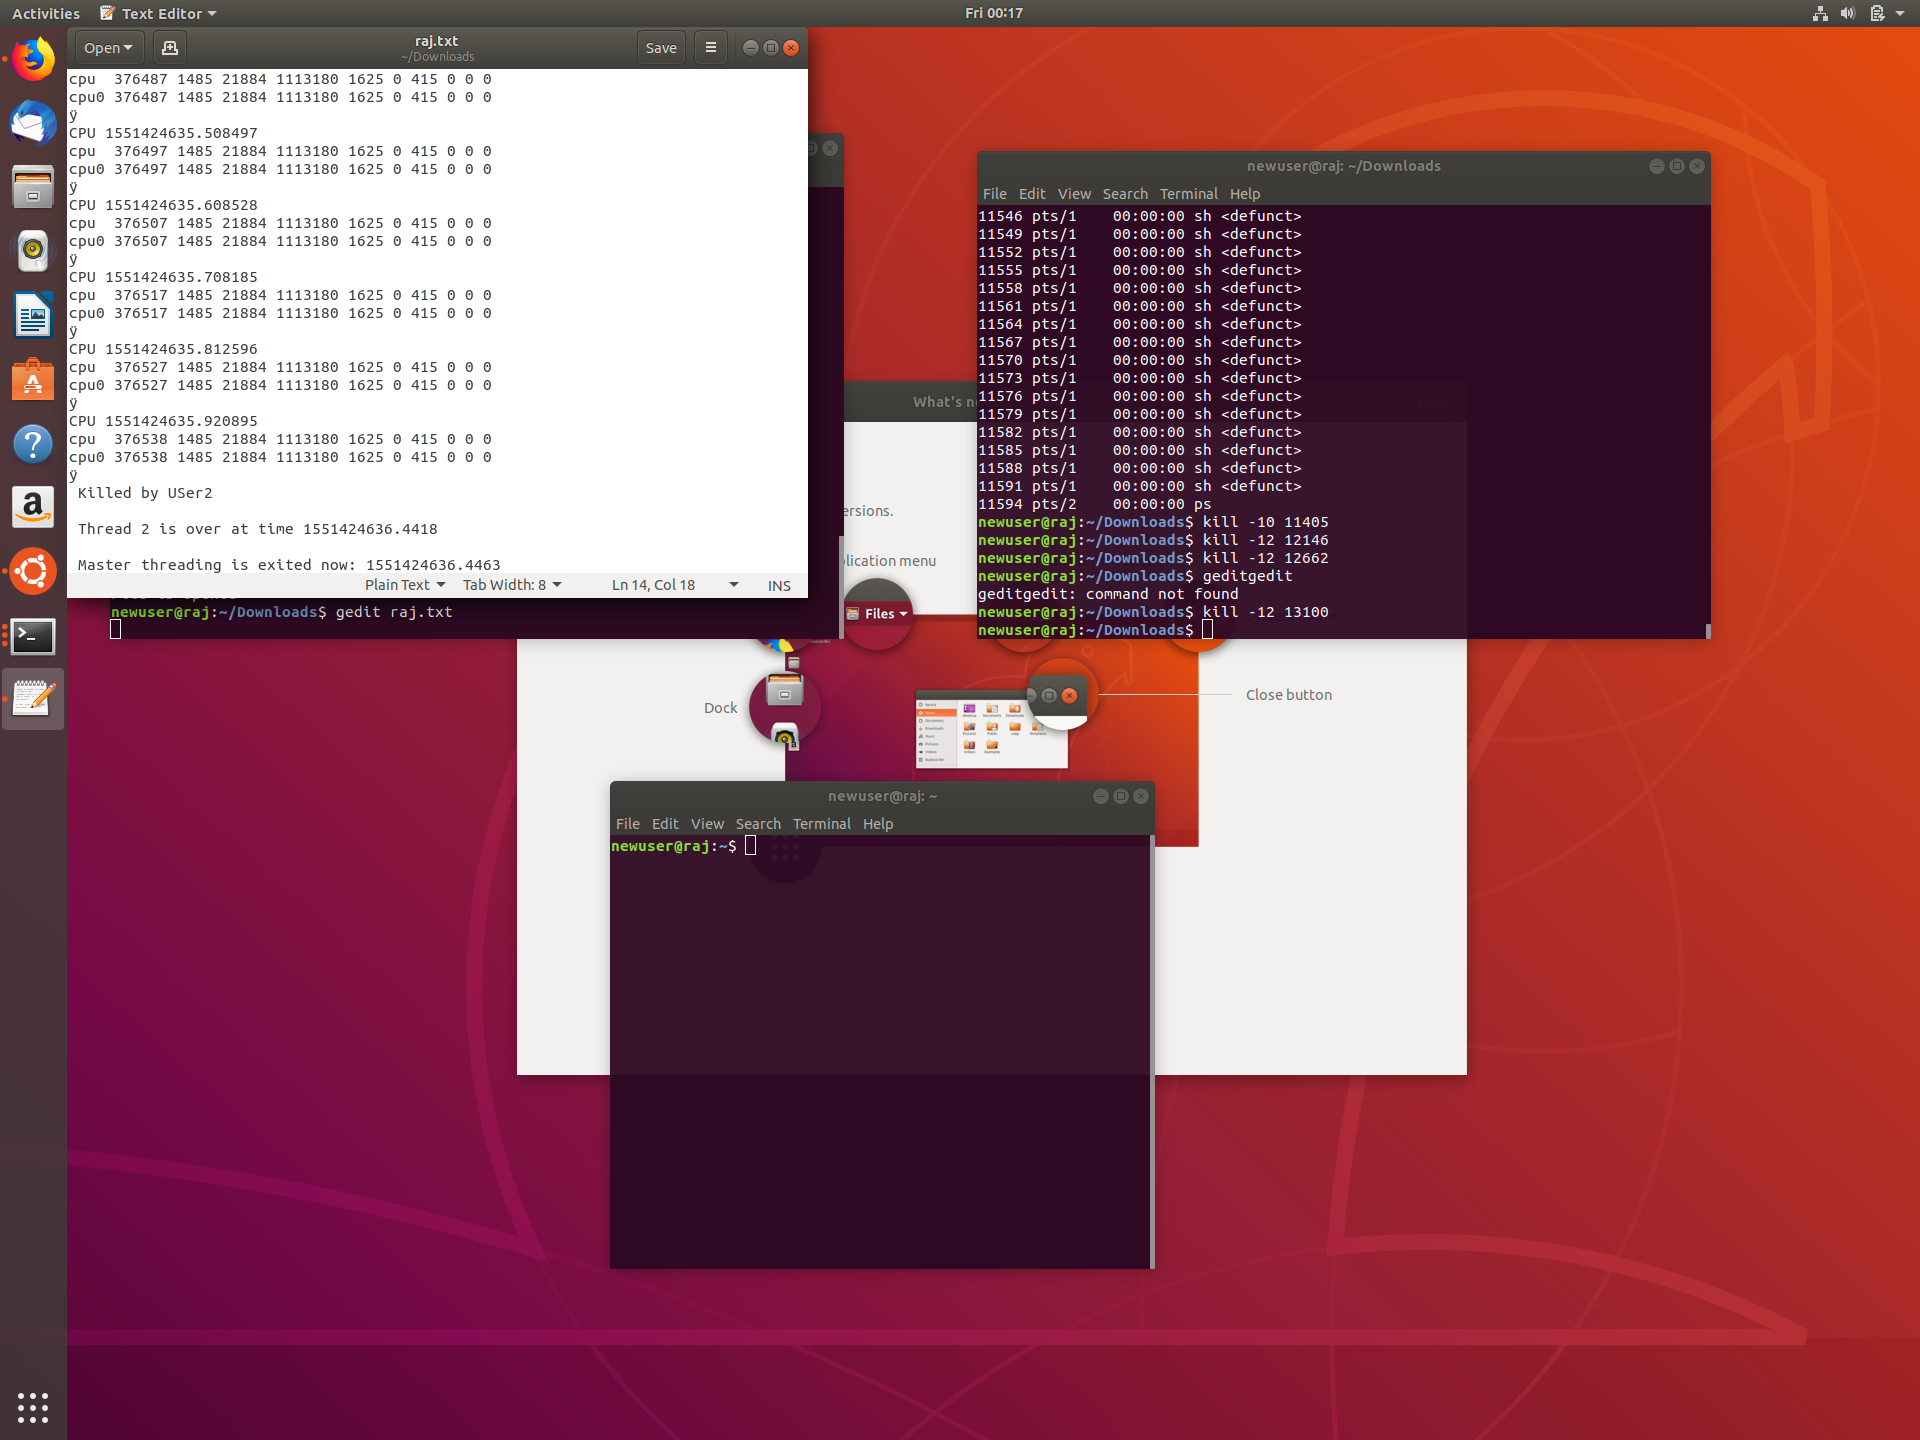 Activities
Text Editor
Fri 00:17
Open
raj.txt
~/Downloads
Save
cpu  376487 1485 21884 1113180 1625 0 415 0 0 0
cpu0 376487 1485 21884 1113180 1625 0 415 0 0 0
ÿ
CPU 1551424635.508497
cpu  376497 1485 21884 1113180 1625 0 415 0 0 0
cpu0 376497 1485 21884 1113180 1625 0 415 0 0 0
ÿ
CPU 1551424635.608528
cpu  376507 1485 21884 1113180 1625 0 415 0 0 0
cpu0 376507 1485 21884 1113180 1625 0 415 0 0 0
ÿ
CPU 1551424635.708185
cpu  376517 1485 21884 1113180 1625 0 415 0 0 0
cpu0 376517 1485 21884 1113180 1625 0 415 0 0 0
ÿ
CPU 1551424635.812596
cpu  376527 1485 21884 1113180 1625 0 415 0 0 0
cpu0 376527 1485 21884 1113180 1625 0 415 0 0 0
ÿ
CPU 1551424635.920895
cpu  376538 1485 21884 1113180 1625 0 415 0 0 0
cpu0 376538 1485 21884 1113180 1625 0 415 0 0 0
ÿ
Killed by USer2
Thread 2 is over at time 1551424636.4418
Master threading is exited now: 1551424636.4463
Plain Text
Tab Width: 8
Ln 14, Col 18
INS
newuser@raj:~/Downloads$ gedit raj.txt
newuser@raj: ~/Downloads
File Edit View Search Terminal Help
11546 pts/1    00:00:00 sh <defunct>
11549 pts/1    00:00:00 sh <defunct>
11552 pts/1    00:00:00 sh <defunct>
11555 pts/1    00:00:00 sh <defunct>
11558 pts/1    00:00:00 sh <defunct>
11561 pts/1    00:00:00 sh <defunct>
11564 pts/1    00:00:00 sh <defunct>
11567 pts/1    00:00:00 sh <defunct>
11570 pts/1    00:00:00 sh <defunct>
11573 pts/1    00:00:00 sh <defunct>
11576 pts/1    00:00:00 sh <defunct>
11579 pts/1    00:00:00 sh <defunct>
11582 pts/1    00:00:00 sh <defunct>
11585 pts/1    00:00:00 sh <defunct>
11588 pts/1    00:00:00 sh <defunct>
11591 pts/1    00:00:00 sh <defunct>
11594 pts/2    00:00:00 ps
newuser@raj:~/Downloads$ kill -10 11405
newuser@raj:~/Downloads$ kill -12 12146
newuser@raj:~/Downloads$ kill -12 12662
newuser@raj:~/Downloads$ geditgedit
geditgedit: command not found
newuser@raj:~/Downloads$ kill -12 13100
newuser@raj:~/Downloads$
What's n
ersions.
plication menu
Files
Dock
Close button
newuser@raj: ~
File Edit View Search Terminal Help
newuser@raj:~$